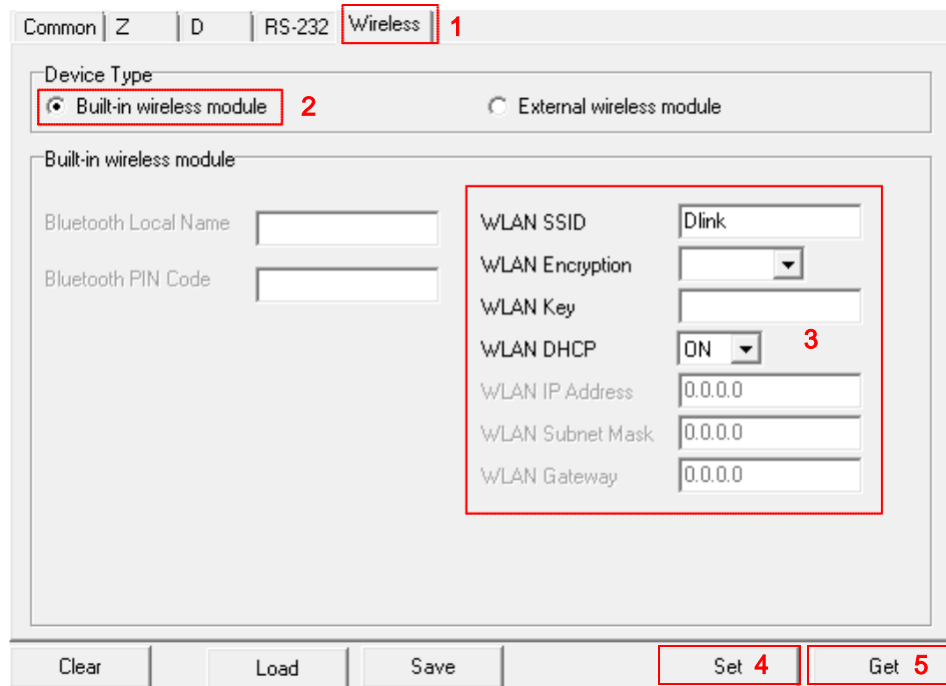 Common Z D RS-232 Wireless 1
Device Type
Built-in wireless module 2 External wireless module
Built-in wireless module
Bluetooth Local Name
Bluetooth PIN Code
WLAN SSID Dlink
WLAN Encryption
WLAN Key
WLAN DHCP ON 3
WLAN IP Address 0.0.0.0
WLAN Subnet Mask 0.0.0.0
WLAN Gateway 0.0.0.0
Clear Load Save Set 4 Get 5